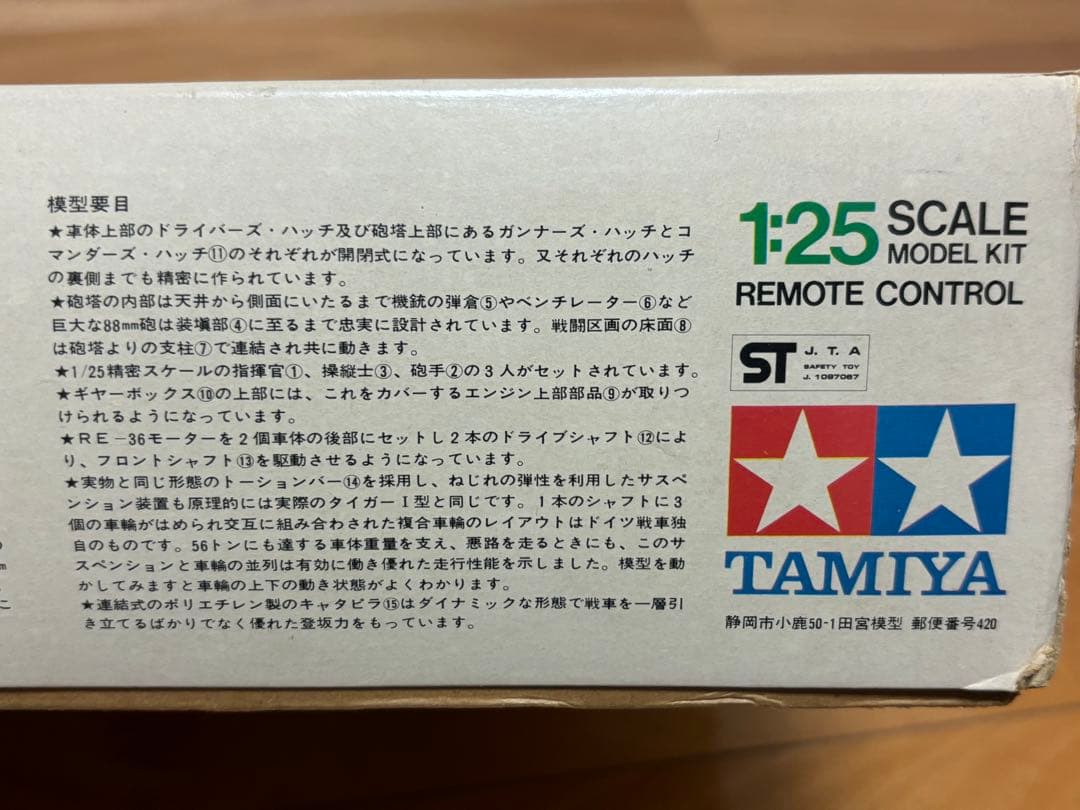 模型要目
★車体上部のドライバーズ・ハッチ及び砲塔上部にあるガンナーズ・ハッチとコ
マンダーズ・ハッチ⑪のそれぞれが開閉式になっています。又それぞれのハッチ
の裏側までも精密に作られています。
★砲塔の内部は天井から側面にいたるまで機銃の弾倉⑤やベンチレーター⑥など
巨大な88mm砲は装塡部④に至るまで忠実に設計されています。戦闘区画の床面⑧
は砲塔よりの支柱⑦で連結され共に動きます。
★1/25精密スケールの指揮官①、操縦士③、砲手②の3人がセットされています。
★ギヤーボックス⑩の上部には、これをカバーするエンジン上部部品⑨が取りつ
けられるようになっています。
★RE-36モーターを2個車体の後部にセットし2本のドライブシャフト⑫によ
り、フロントシャフト⑬を駆動させるようになっています。
★実物と同じ形態のトーションバー⑭を採用し、ねじれの弾性を利用したサスペ
ンション装置も原理的には実際のタイガーI型と同じです。1本のシャフトに3
個の車輪がはめられ交互に組み合わされた複合車輪のレイアウトはドイツ戦車独
自のものです。56トンにも達する車体重量を支え、悪路を走るときにも、このサ
スペンションと車輪の並列は有効に働き優れた走行性能を示しました。模型を動
かしてみますと車輪の上下の動き状態がよくわかります。
★連結式のポリエチレン製のキャタピラ⑮はダイナミックな形態で戦車を一層引
き立てるばかりでなく優れた登坂力をもっています。
m
こ
1:25 SCALE
MODEL KIT
REMOTE CONTROL
ST J.T.A
SAFETY TOY
J. 1097067
TAMIYA
静岡市小鹿50-1田宮模型 郵便番号420